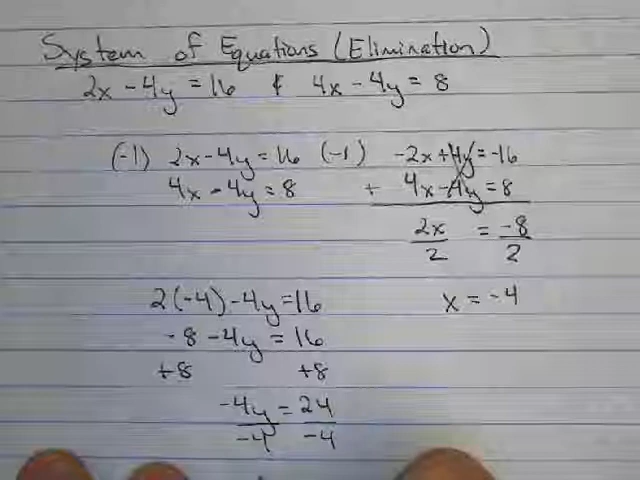 System of Equations (Elimination)
2x - 4y = 16 & 4x - 4y = 8
(-1) 2x - 4y = 16 (-1) -2x + 4y = -16
4x - 4y = 8 + 4x - 4y = 8
2x = -8
2 2
2(-4) - 4y = 16 x = -4
-8 - 4y = 16
+8 +8
-4y = 24
-4 -4